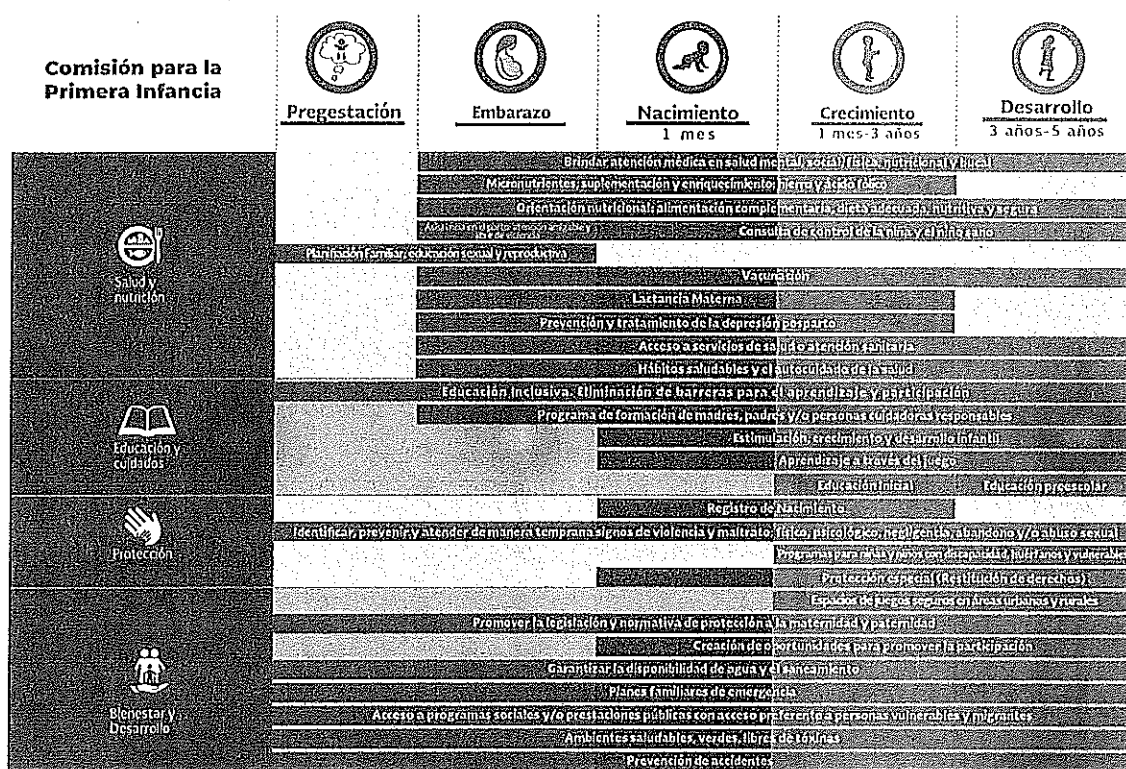 Comisión para la
Primera Infancia
Pregestación
Embarazo
Nacimiento
1 mes
Crecimiento
1 mes-3 años
Desarrollo
3 años-5 años
Salud y
nutrición
Brindar atención médica en salud mental, social, física, nutricional y bucal
Micronutrientes, suplementación y enriquecimiento: hierro y ácido fólico
Orientación nutricional: alimentación complementaria, dieta adecuada, nutritiva y segura
Asistencia en el parto: atención amigable y
libre de violencia
Consulta de control de la niña y el niño sano
Planificación familiar, educación sexual y reproductiva
Vacunación
Lactancia Materna
Prevención y tratamiento de la depresión posparto
Acceso a servicios de salud o atención sanitaria
Hábitos saludables y el autocuidado de la salud
Educación y
cuidados
Educación inclusiva. Eliminación de barreras para el aprendizaje y participación
Programa de formación de madres, padres y/o personas cuidadoras responsables
Estimulación, crecimiento y desarrollo infantil
Aprendizaje a través del juego
Educación Inicial
Educación preescolar
Protección
Registro de Nacimiento
Identificar, prevenir, y atender de manera temprana signos de violencia y maltrato, físico, psicológico, negligencia, abandono y/o abuso sexual
Programas para niñas y niños con discapacidad, huérfanos y vulnerables
Protección especial (Restitución de derechos)
Bienestar y
Desarrollo
Espacios de juegos seguros en áreas urbanas y rurales
Promover la legislación y normativa de protección a la maternidad y paternidad
Creación de oportunidades para promover la participación
Garantizar la disponibilidad de agua y el saneamiento
Planes familiares de emergencia
Acceso a programas sociales y/o prestaciones públicas con acceso preferente a personas vulnerables y migrantes
Ambientes saludables, verdes, libres de toxinas
Prevención de accidentes